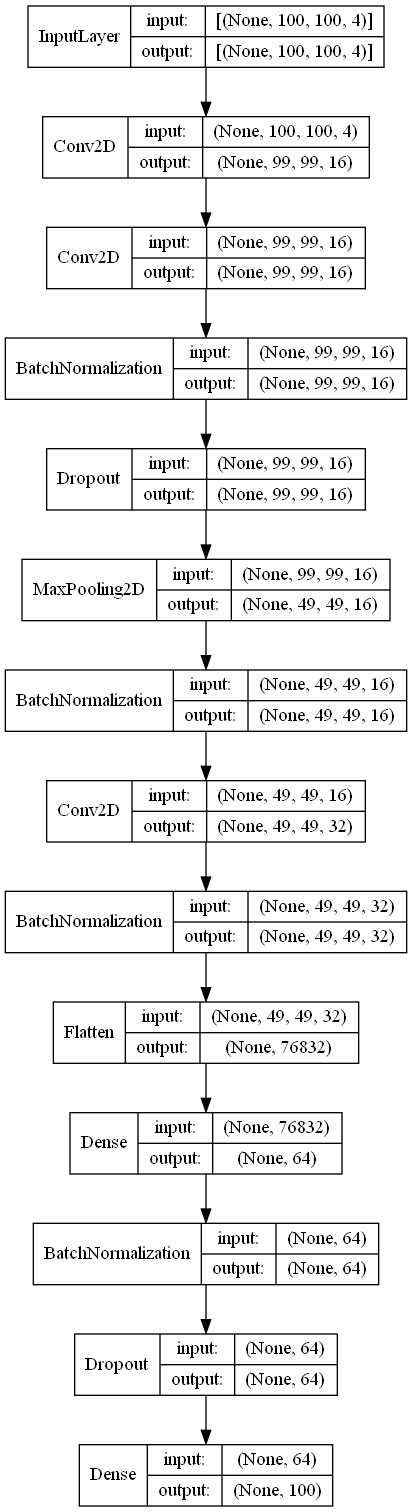 InputLayer
input: [(None, 100, 100, 4)]
output: [(None, 100, 100, 4)]
Conv2D
input: (None, 100, 100, 4)
output: (None, 99, 99, 16)
Conv2D
input: (None, 99, 99, 16)
output: (None, 99, 99, 16)
BatchNormalization
input: (None, 99, 99, 16)
output: (None, 99, 99, 16)
Dropout
input: (None, 99, 99, 16)
output: (None, 99, 99, 16)
MaxPooling2D
input: (None, 99, 99, 16)
output: (None, 49, 49, 16)
BatchNormalization
input: (None, 49, 49, 16)
output: (None, 49, 49, 16)
Conv2D
input: (None, 49, 49, 16)
output: (None, 49, 49, 32)
BatchNormalization
input: (None, 49, 49, 32)
output: (None, 49, 49, 32)
Flatten
input: (None, 49, 49, 32)
output: (None, 76832)
Dense
input: (None, 76832)
output: (None, 64)
BatchNormalization
input: (None, 64)
output: (None, 64)
Dropout
input: (None, 64)
output: (None, 64)
Dense
input: (None, 64)
output: (None, 100)